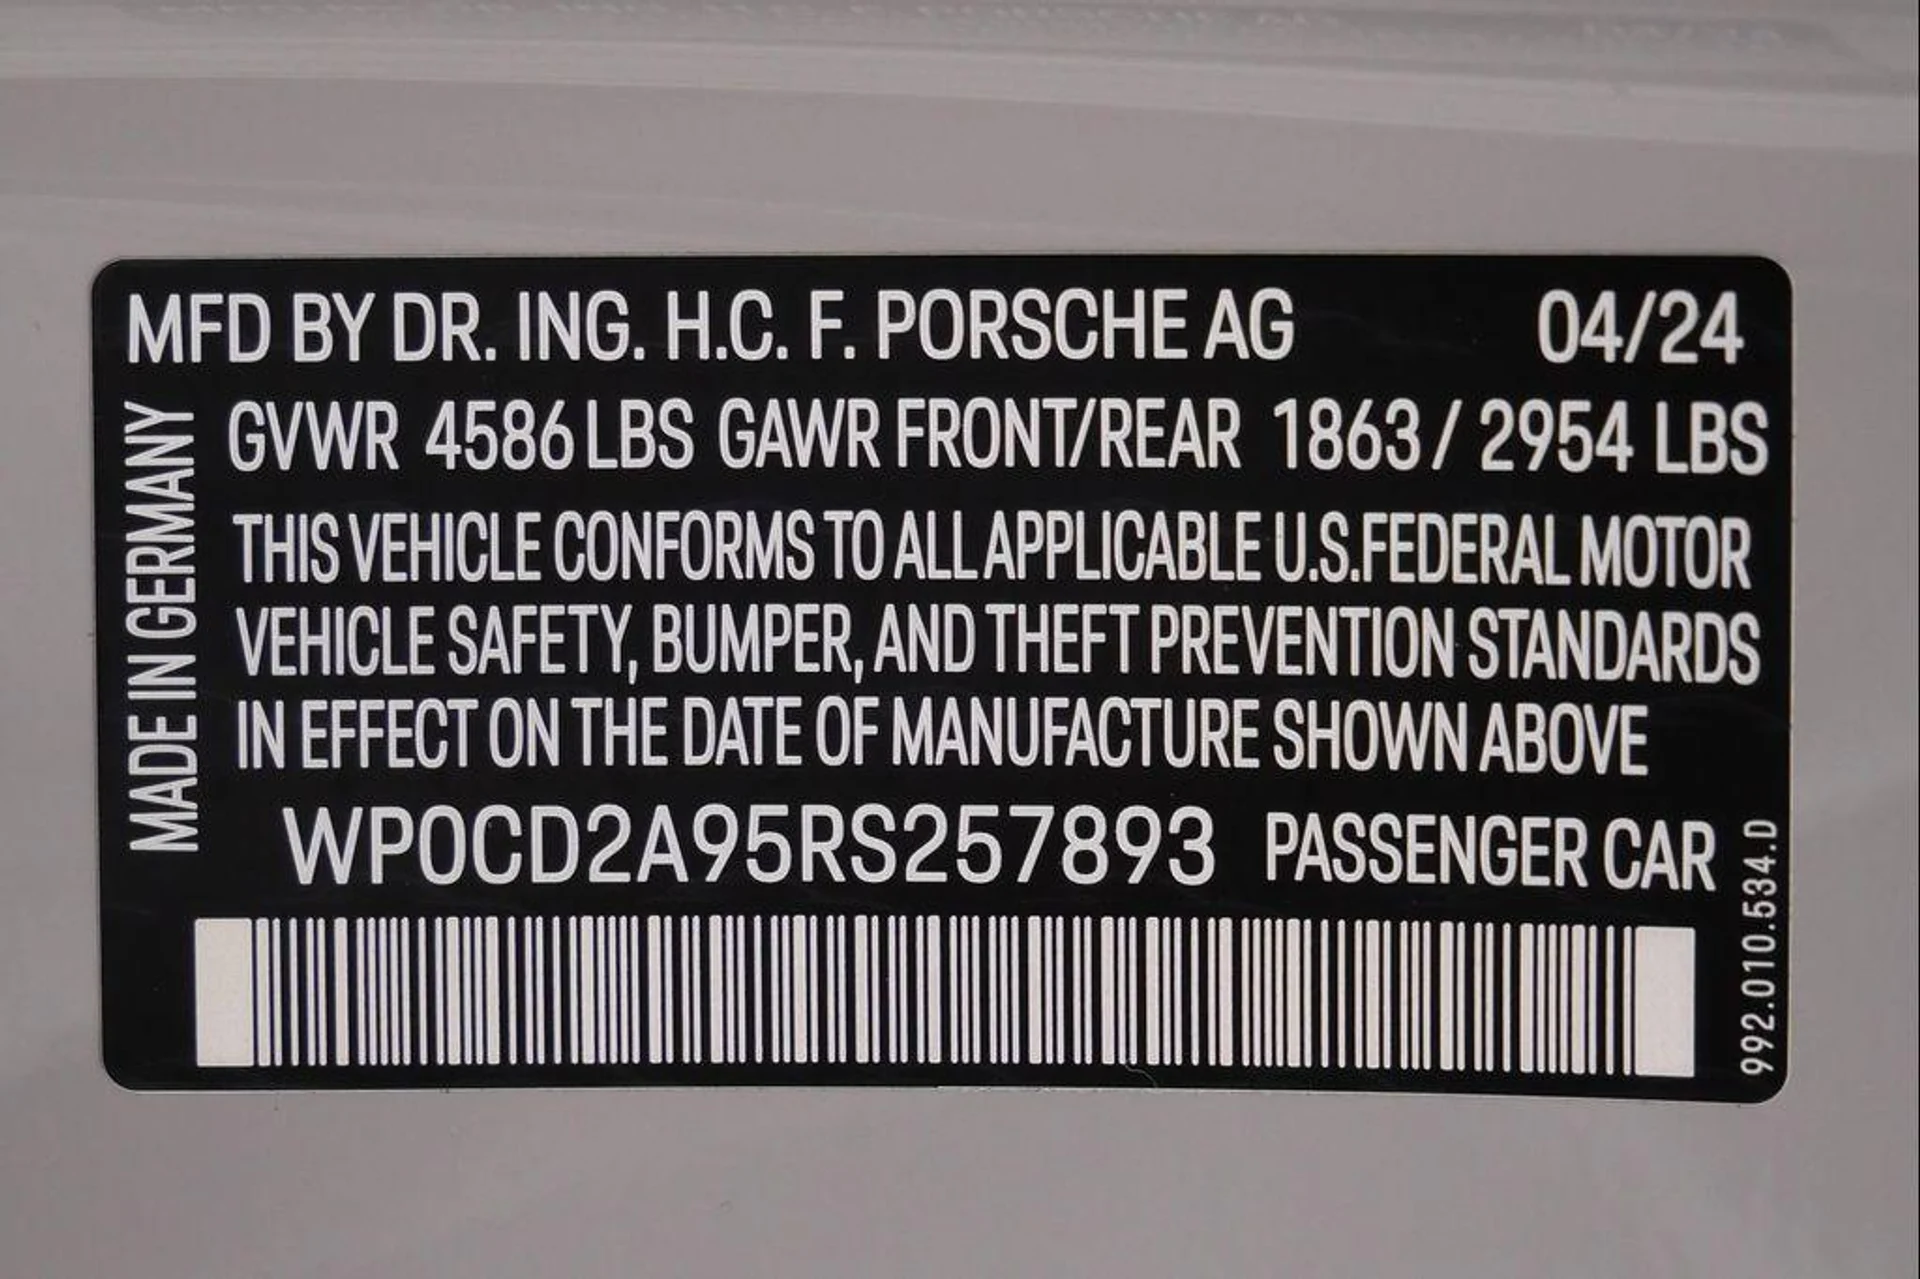 MFD BY DR. ING. H.C. F. PORSCHE AG 04/24
GVWR 4586 LBS GAWR FRONT/REAR 1863 / 2954 LBS
THIS VEHICLE CONFORMS TO ALL APPLICABLE U.S.FEDERAL MOTOR
VEHICLE SAFETY, BUMPER, AND THEFT PREVENTION STANDARDS
IN EFFECT ON THE DATE OF MANUFACTURE SHOWN ABOVE
WP0CD2A95RS257893 PASSENGER CAR
MADE IN GERMANY
992.010.534.D